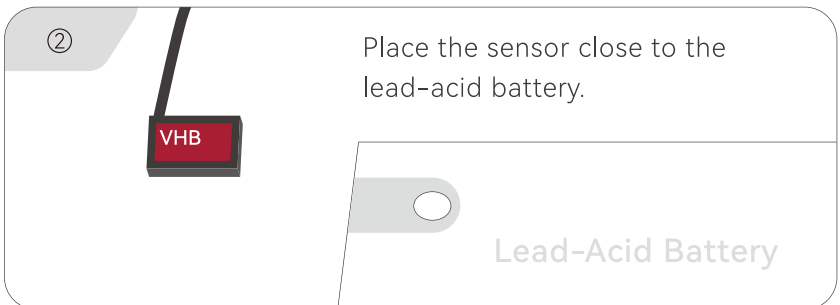 ②
Place the sensor close to the
lead-acid battery.
VHB
Lead-Acid Battery